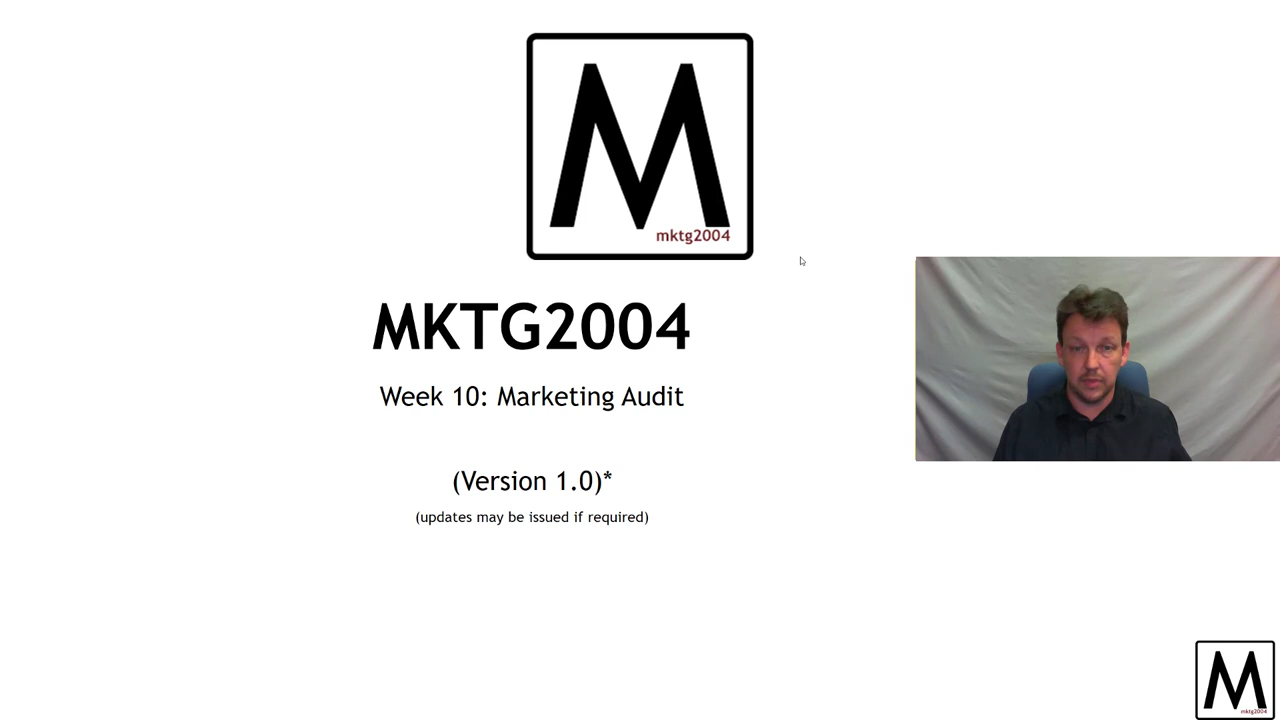 M
mktg2004
MKTG2004
Week 10: Marketing Audit
(Version 1.0)*
(updates may be issued if required)
M
mktg2004